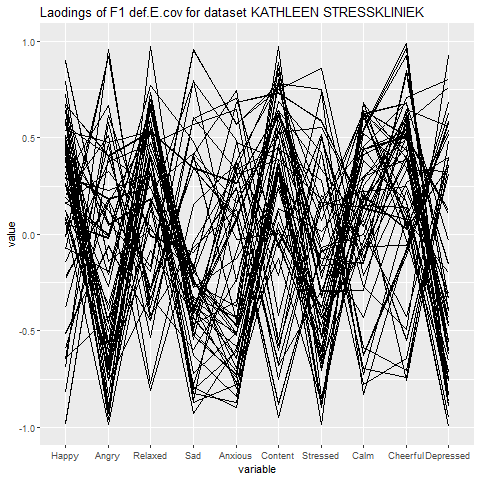 Laodings of F1 def.E.cov for dataset KATHLEEN STRESSKLINIEK
value
1.0
0.5
0.0
-0.5
-1.0
Happy Angry Relaxed Sad Anxious Content Stressed Calm Cheerful Depressed
variable